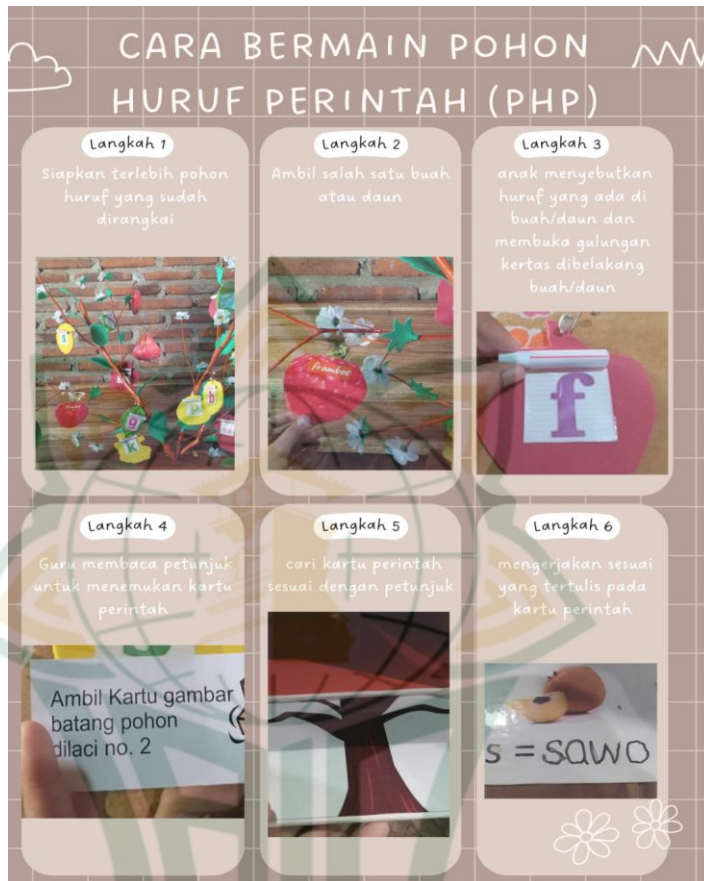 CARA BERMAIN POHON
HURUF PERINTAH (PHP)
Langkah 1
Siapkan terlebih pohon
huruf yang sudah
dirangkai
s
g
k
p
b
Langkah 2
Ambil salah satu buah
atau daun
frambos
Langkah 3
anak menyebutkan
huruf yang ada di
buah/daun dan
membuka gulungan
kertas dibelakang
buah/daun
f
Langkah 4
Guru membaca petunjuk
untuk menemukan kartu
perintah
Ambil Kartu gambar
batang pohon
dilaci no. 2
Langkah 5
cari kartu perintah
sesuai dengan petunjuk
Langkah 6
mengerjakan sesuai
yang tertulis pada
kartu perintah
s = sawo